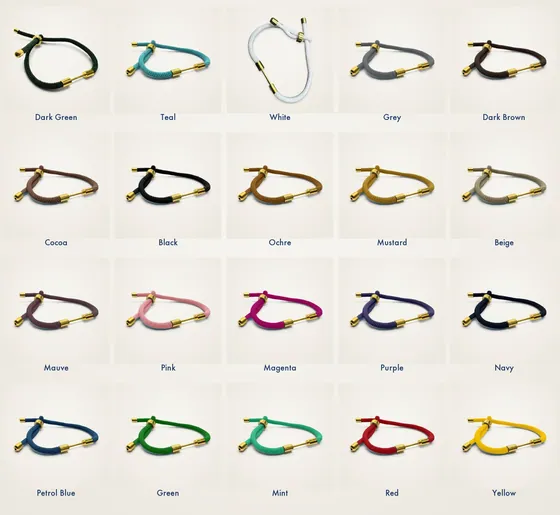 Dark Green
Teal
White
Grey
Dark Brown
Cocoa
Black
Ochre
Mustard
Beige
Mauve
Pink
Magenta
Purple
Navy
Petrol Blue
Green
Mint
Red
Yellow